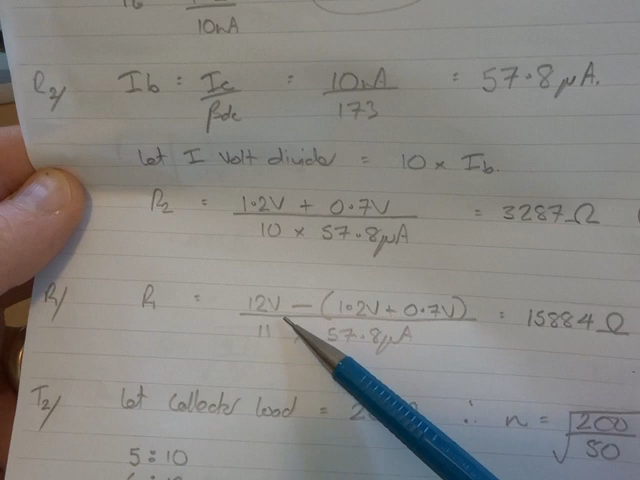 10mA
R2/ Ib = Ic / βdc = 10mA / 173 = 57.8μA.
Let I Volt divider = 10 × Ib.
R2 = 1.2V + 0.7V / 10 × 57.8μA = 3287Ω
R1/ R1 = 12V - (1.2V + 0.7V) / 11 57.8μA = 15884Ω
T2/ Let Collector load = ∴ n = √200 / 50
5:10